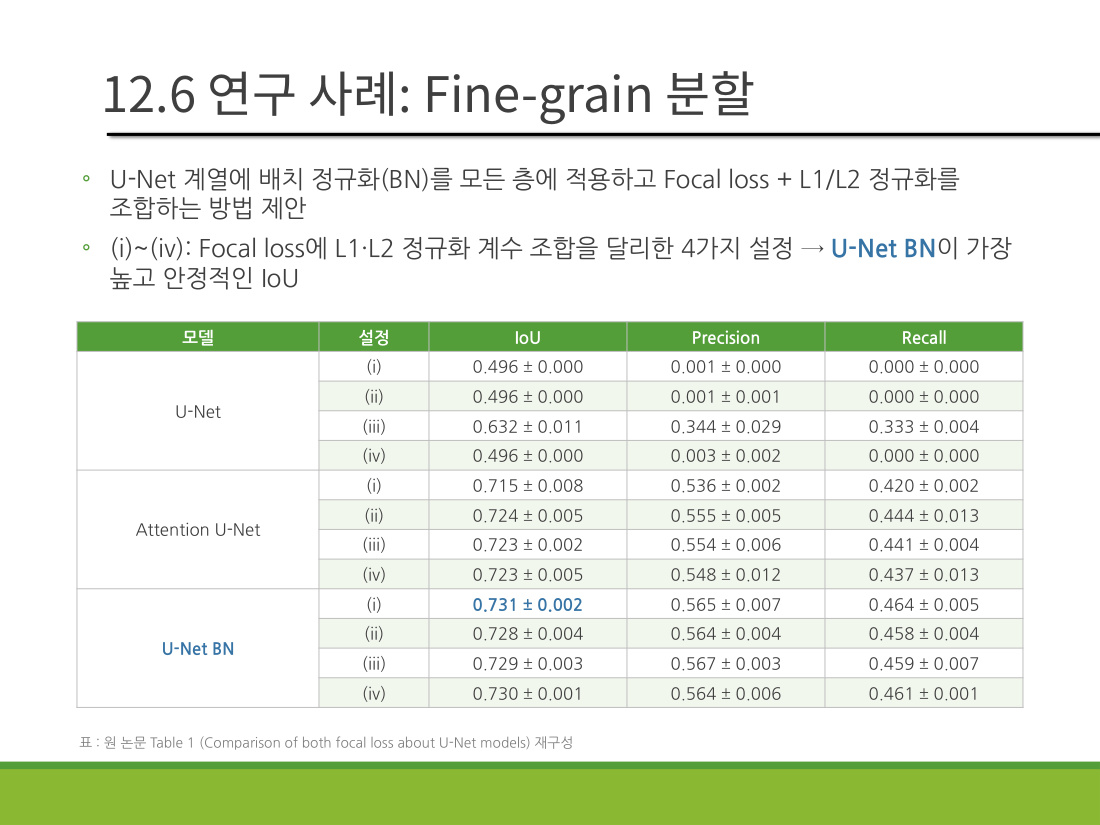 12.6 연구 사례: Fine-grain 분할
◦ U-Net 계열에 배치 정규화(BN)를 모든 층에 적용하고 Focal loss + L1/L2 정규화를
조합하는 방법 제안
◦ (i)~(iv): Focal loss에 L1·L2 정규화 계수 조합을 달리한 4가지 설정 → U-Net BN이 가장
높고 안정적인 IoU
모델 설정 IoU Precision Recall
U-Net
(i) 0.496 ± 0.000 0.001 ± 0.000 0.000 ± 0.000
(ii) 0.496 ± 0.000 0.001 ± 0.001 0.000 ± 0.000
(iii) 0.632 ± 0.011 0.344 ± 0.029 0.333 ± 0.004
(iv) 0.496 ± 0.000 0.003 ± 0.002 0.000 ± 0.000
Attention U-Net
(i) 0.715 ± 0.008 0.536 ± 0.002 0.420 ± 0.002
(ii) 0.724 ± 0.005 0.555 ± 0.005 0.444 ± 0.013
(iii) 0.723 ± 0.002 0.554 ± 0.006 0.441 ± 0.004
(iv) 0.723 ± 0.005 0.548 ± 0.012 0.437 ± 0.013
U-Net BN
(i) 0.731 ± 0.002 0.565 ± 0.007 0.464 ± 0.005
(ii) 0.728 ± 0.004 0.564 ± 0.004 0.458 ± 0.004
(iii) 0.729 ± 0.003 0.567 ± 0.003 0.459 ± 0.007
(iv) 0.730 ± 0.001 0.564 ± 0.006 0.461 ± 0.001
표 : 원 논문 Table 1 (Comparison of both focal loss about U-Net models) 재구성